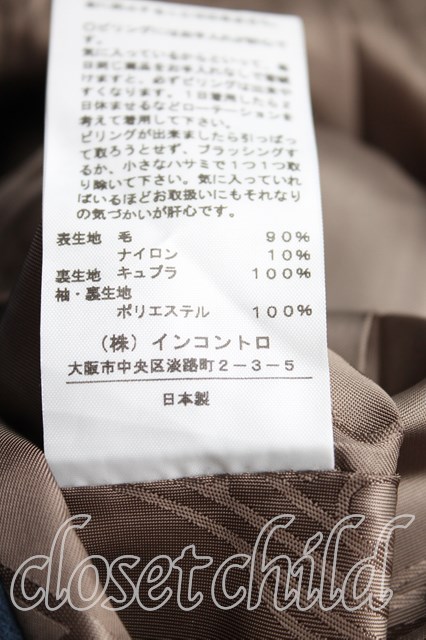 ○ピリングには
す。
気に入っているからといって、毎
けますと、必ずピリングは出来や
すくなります。1日着用したら2
日休ませるなどローテーションを
考えて着用して下さい。
ピリングが出来ましたら引っぱっ
て取ろうとせず、ブラッシングす
るか、小さなハサミで1つ1つ取
り除いて下さい。気に入っていれ
ばいるほどお取扱いにもそれなり
の気づかいが肝心です。
表生地 毛 90%
ナイロン 10%
裏生地 キュプラ 100%
袖・裏生地
ポリエステル 100%
(株)インコントロ
大阪市中央区淡路町2-3-5
日本製
closet child